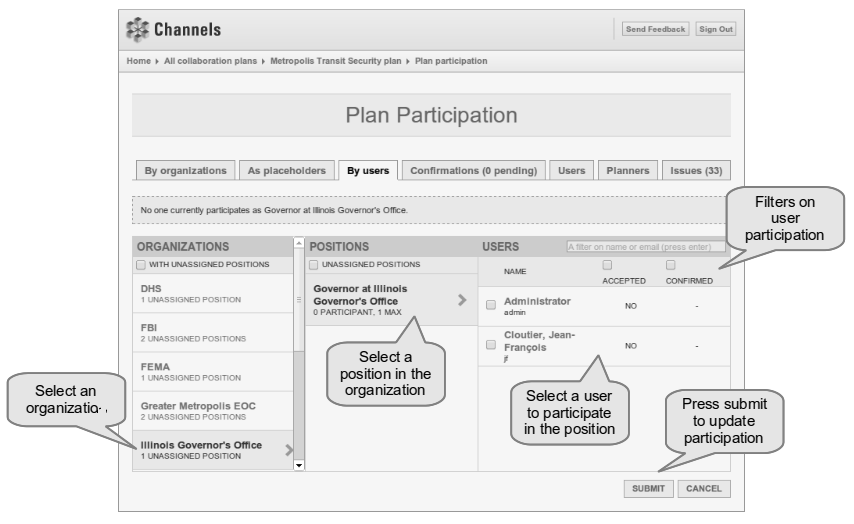 Channels
Send Feedback
Sign Out
Home
All collaboration plans
Metropolis Transit Security plan
Plan participation
Plan Participation
By organizations
As placeholders
By users
Confirmations (0 pending)
Users
Planners
Issues (33)
Filters on
user
participation
No one currently participates as Governor at Illinois Governor's Office.
ORGANIZATIONS
WITH UNASSIGNED POSITIONS
DHS
1 UNASSIGNED POSITION
FBI
2 UNASSIGNED POSITIONS
FEMA
1 UNASSIGNED POSITION
Greater Metropolis EOC
2 UNASSIGNED POSITIONS
Illinois Governor's Office
1 UNASSIGNED POSITION
Select an
POSITIONS
UNASSIGNED POSITIONS
Governor at Illinois
Governor's Office
0 PARTICIPANT, 1 MAX
Select a
position in the
organization
USERS
A filter on name or email (press enter)
NAME
ACCEPTED
CONFIRMED
Administrator
admin
NO
-
Cloutier, Jean-
François
jf
NO
-
Select a user
to participate
in the position
Press submit
to update
participation
SUBMIT
CANCEL